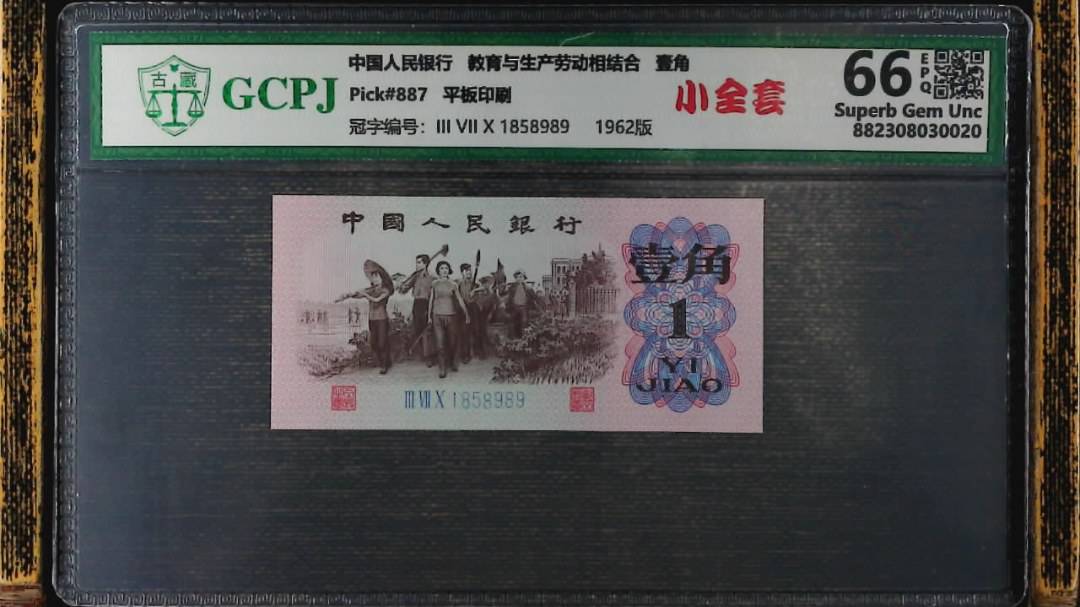 古藏
GCPJ
中国人民银行 教育与生产劳动相结合 壹角
Pick#887 平板印刷
冠字编号：III VII X 1858989 1962版
小全套
66 EPQ
Superb Gem Unc
882308030020
中國人民銀行
壹角
1
YI
JIAO
III VII X 1858989